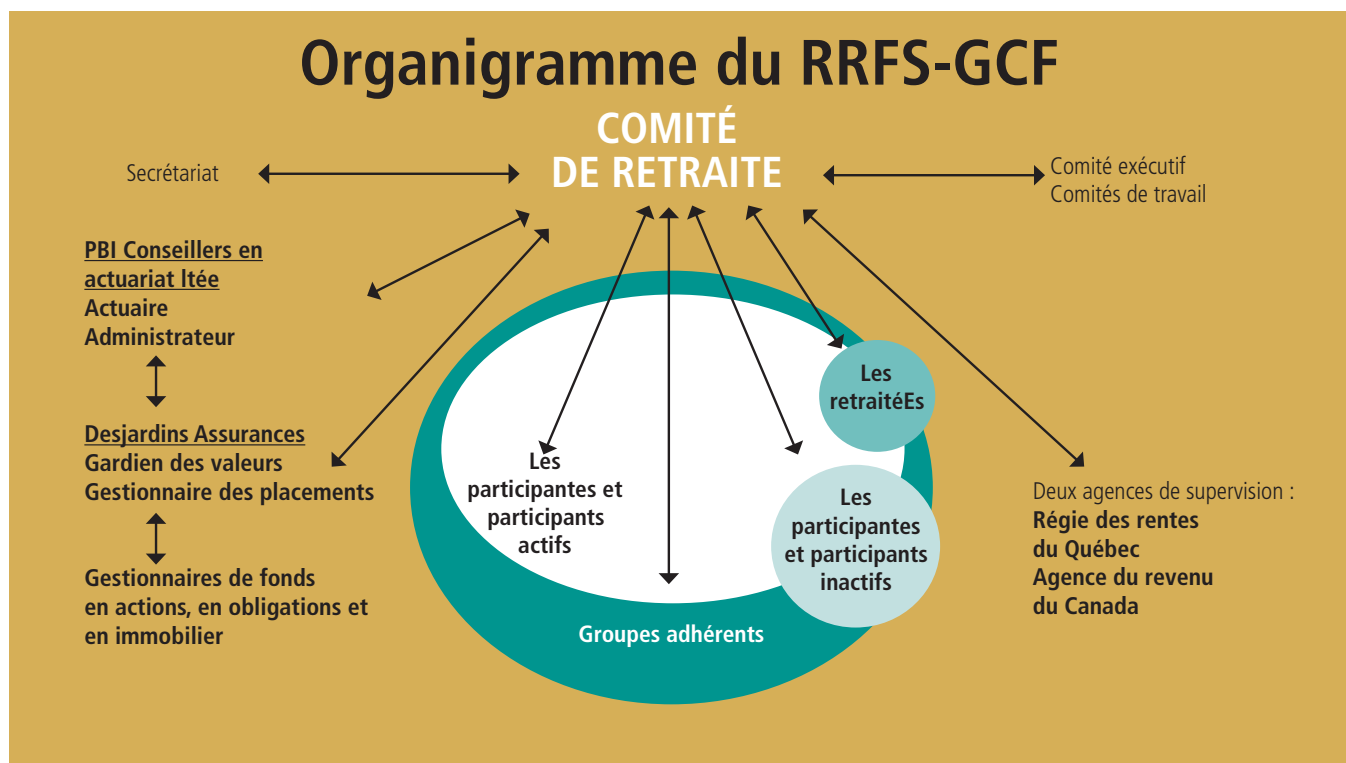 Organigramme du RRFS-GCF
COMITÉ
DE RETRAITE
Secrétariat
Comité exécutif
Comités de travail
PBI Conseillers en
actuariat ltée
Actuaire
Administrateur
Desjardins Assurances
Gardien des valeurs
Gestionnaire des placements
Gestionnaires de fonds
en actions, en obligations et
en immobilier
Les
participantes et
participants
actifs
Les
retraitéEs
Les
participantes
et participants
inactifs
Groupes adhérents
Deux agences de supervision :
Régie des rentes
du Québec
Agence du revenu
du Canada